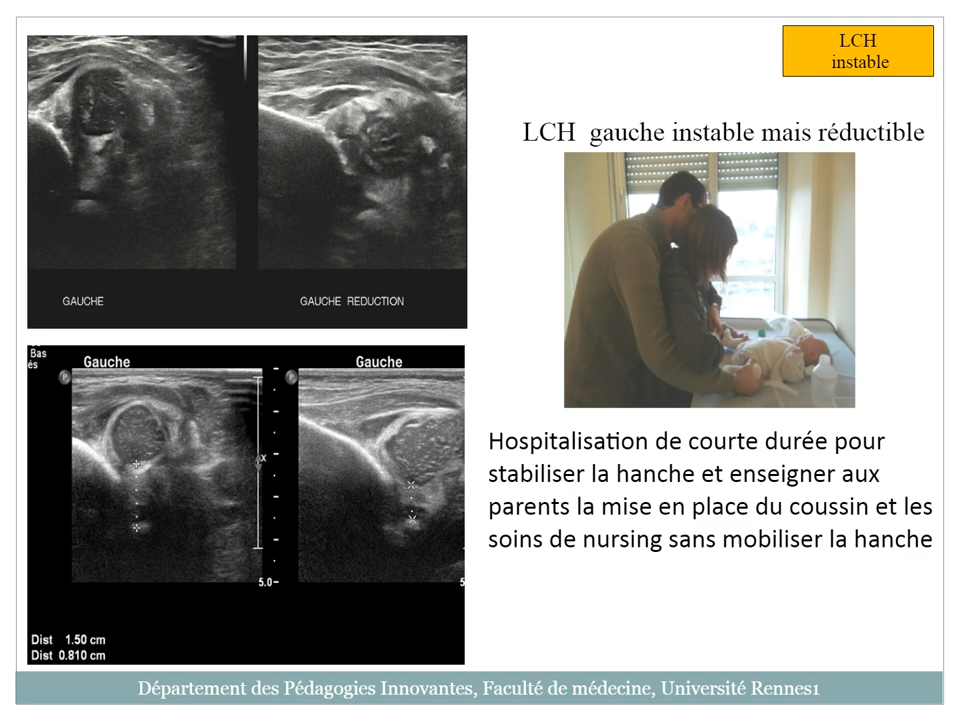 LCH
instable
LCH gauche instable mais réductible
GAUCHE
GAUCHE REDUCTION
Bas
és
Gauche
Gauche
P
P
X
5.0
5
Dist 1.50 cm
Dist 0.810 cm
Hospitalisation de courte durée pour
stabiliser la hanche et enseigner aux
parents la mise en place du coussin et les
soins de nursing sans mobiliser la hanche
Département des Pédagogies Innovantes, Faculté de médecine, Université Rennes1